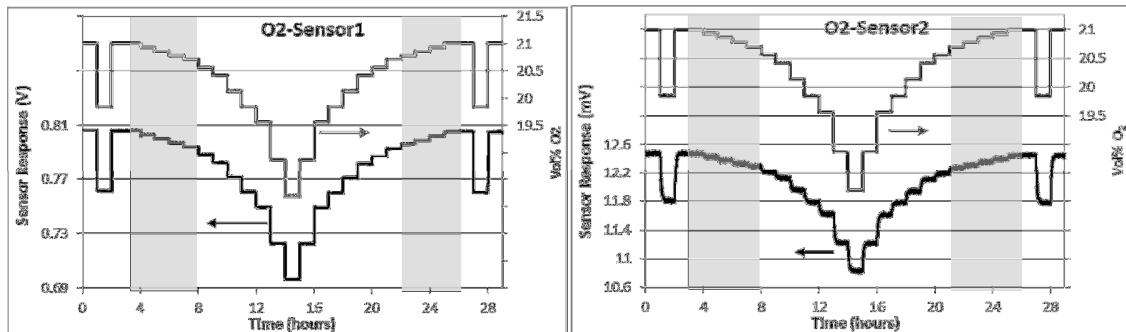 O2-Sensor1
Sensor Response (V)
0.81
0.77
0.73
0.69
21.5
21
20.5
20
19.5
Vol% O2
0 4 8 12 16 20 24 28
Time (hours)
O2-Sensor2
Sensor Response (mV)
12.6
12.2
11.8
11.4
11
10.6
21
20.5
20
19.5
Vol% O2
0 4 8 12 16 20 24 28
Time (hours)